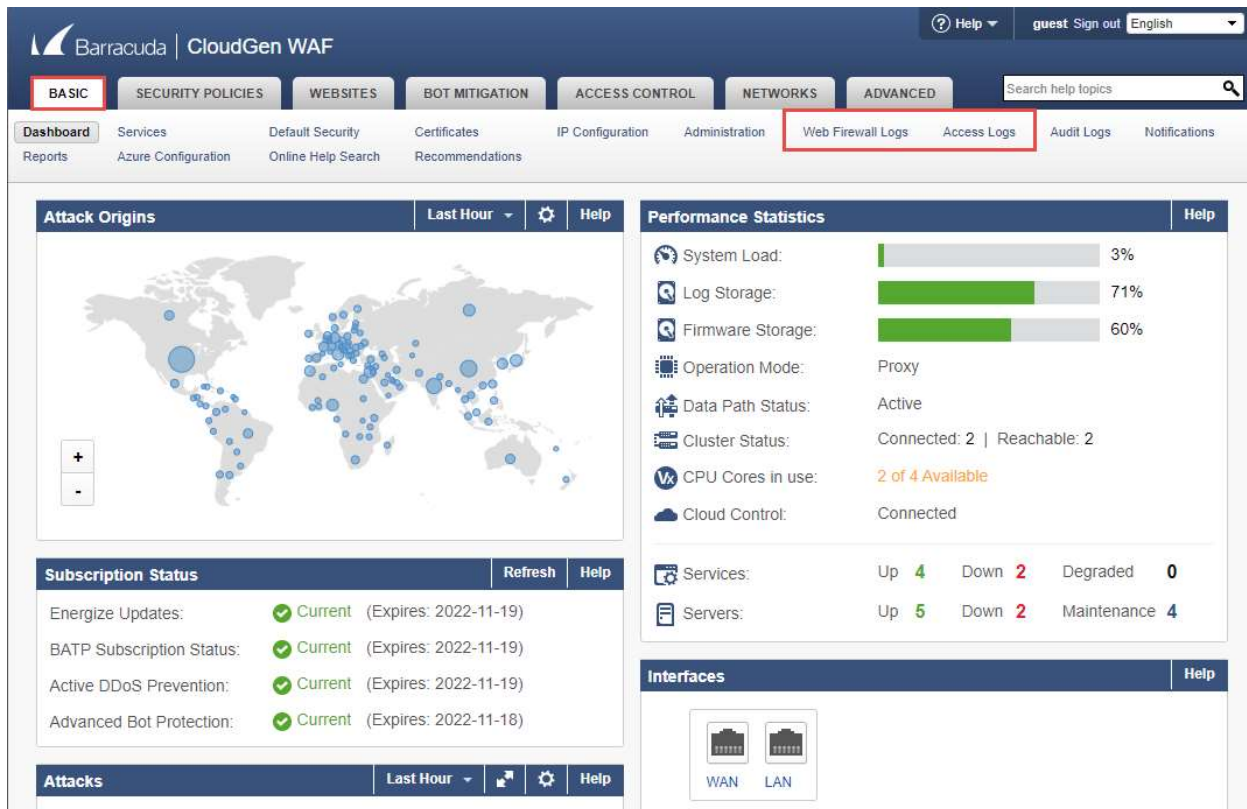 Help guest Sign out English
Barracuda | CloudGen WAF
BASIC SECURITY POLICIES WEBSITES BOT MITIGATION ACCESS CONTROL NETWORKS ADVANCED Search help topics
Dashboard Services Default Security Certificates IP Configuration Administration Web Firewall Logs Access Logs Audit Logs Notifications
Reports Azure Configuration Online Help Search Recommendations
Attack Origins Last Hour Help
+
-
Subscription Status Refresh Help
Energize Updates: Current (Expires: 2022-11-19)
BATP Subscription Status: Current (Expires: 2022-11-19)
Active DDoS Prevention: Current (Expires: 2022-11-19)
Advanced Bot Protection: Current (Expires: 2022-11-18)
Attacks Last Hour Help
Performance Statistics Help
System Load: 3%
Log Storage: 71%
Firmware Storage: 60%
Operation Mode: Proxy
Data Path Status: Active
Cluster Status: Connected: 2 | Reachable: 2
Vx CPU Cores in use: 2 of 4 Available
Cloud Control: Connected
Services: Up 4 Down 2 Degraded 0
Servers: Up 5 Down 2 Maintenance 4
Interfaces Help
WAN LAN